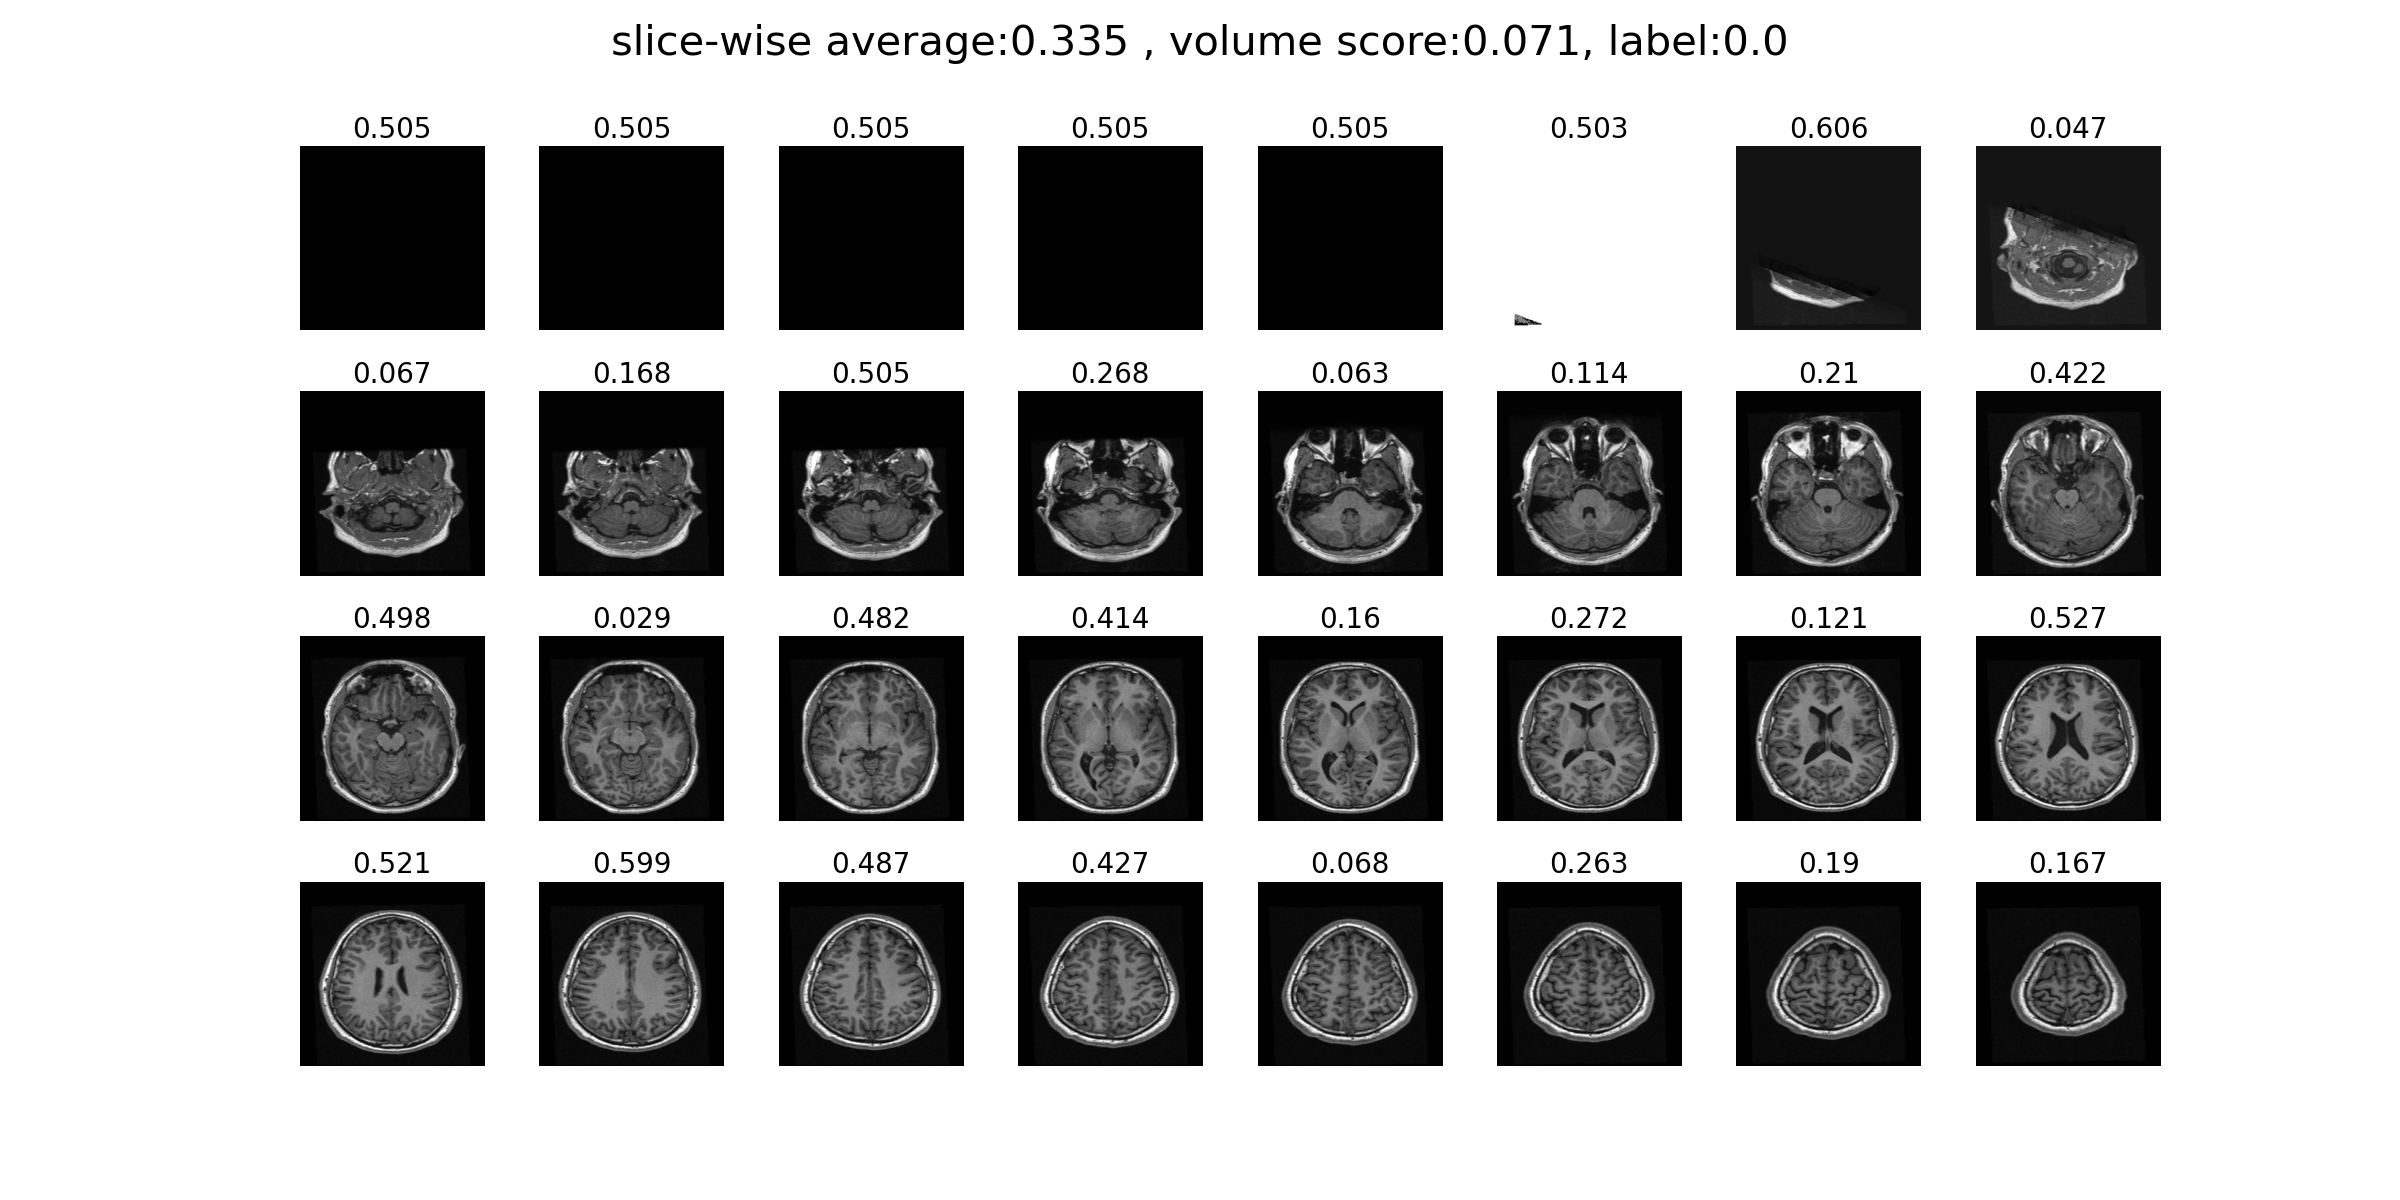 slice-wise average:0.335 , volume score:0.071, label:0.0
0.505 0.505 0.505 0.505 0.505 0.503 0.606 0.047
0.067 0.168 0.505 0.268 0.063 0.114 0.21 0.422
0.498 0.029 0.482 0.414 0.16 0.272 0.121 0.527
0.521 0.599 0.487 0.427 0.068 0.263 0.19 0.167